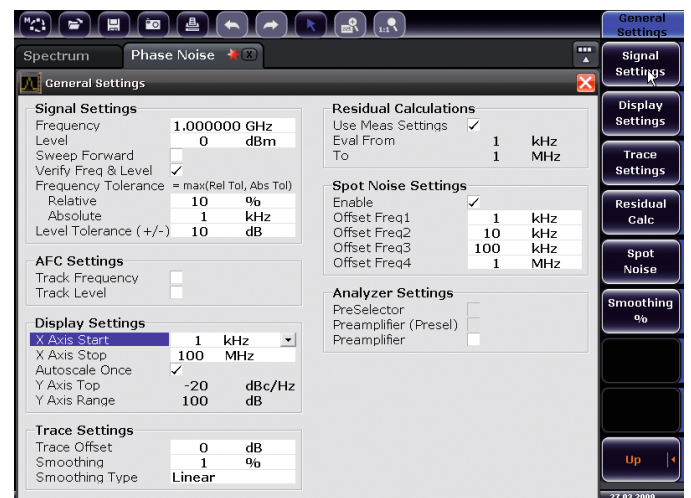 General
Settings
Spectrum
Phase Noise
General Settings
Signal Settings
Frequency 1.000000 GHz
Level 0 dBm
Sweep Forward
Verify Freq & Level
Frequency Tolerance = max(Rel Tol, Abs Tol)
Relative 10 %
Absolute 1 kHz
Level Tolerance (+/-) 10 dB
AFC Settings
Track Frequency
Track Level
Display Settings
X Axis Start 1 kHz
X Axis Stop 100 MHz
Autoscale Once
Y Axis Top -20 dBc/Hz
Y Axis Range 100 dB
Trace Settings
Trace Offset 0 dB
Smoothing 1 %
Smoothing Type Linear
Residual Calculations
Use Meas Settings
Eval From 1 kHz
To 1 MHz
Spot Noise Settings
Enable
Offset Freq1 1 kHz
Offset Freq2 10 kHz
Offset Freq3 100 kHz
Offset Freq4 1 MHz
Analyzer Settings
PreSelector
Preamplifier (Presel)
Preamplifier
Signal
Settings
Display
Settings
Trace
Settings
Residual
Calc
Spot
Noise
Smoothing
%
Up